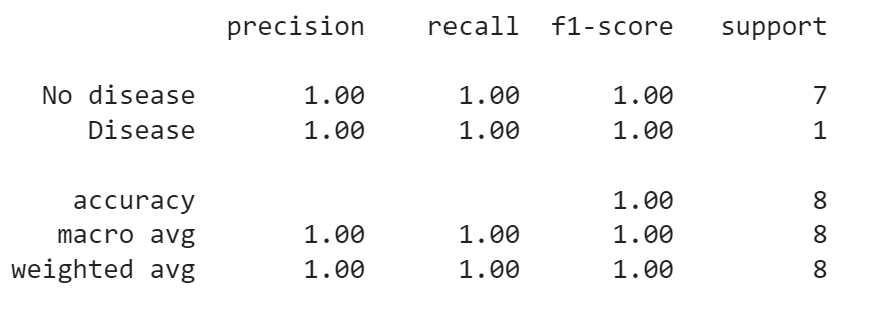 precision recall f1-score support
No disease 1.00 1.00 1.00 7
Disease 1.00 1.00 1.00 1
accuracy 1.00 8
macro avg 1.00 1.00 1.00 8
weighted avg 1.00 1.00 1.00 8